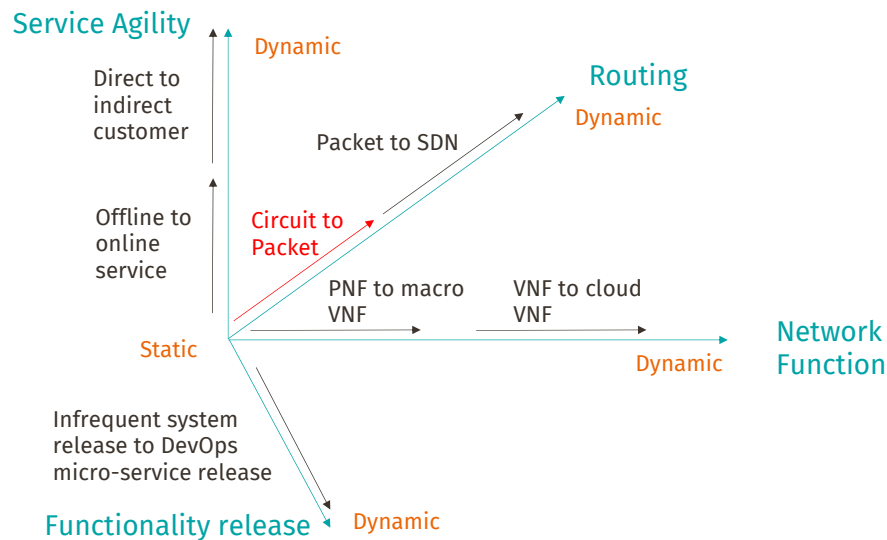 Service Agility
Dynamic
Direct to
indirect
customer
Routing
Dynamic
Packet to SDN
Offline to
online
service
Circuit to
Packet
PNF to macro
VNF
VNF to cloud
VNF
Static
Dynamic
Network
Function
Infrequent system
release to DevOps
micro-service release
Functionality release
Dynamic